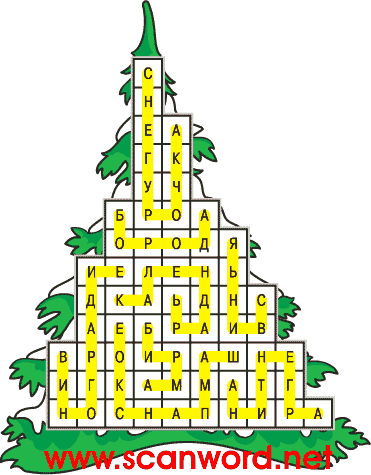 С
Н
Е А
Г К
У Ч
Б Р О А
О Р О Д Я
И Е Л Е Н Ь
Д К А Ь Д Н С
А Е Б Р А И В
В Р О И Р А Ш Н Е
И Г К А М М А Т Г
Н О С Н А П Н И Р А
www.scanword.net